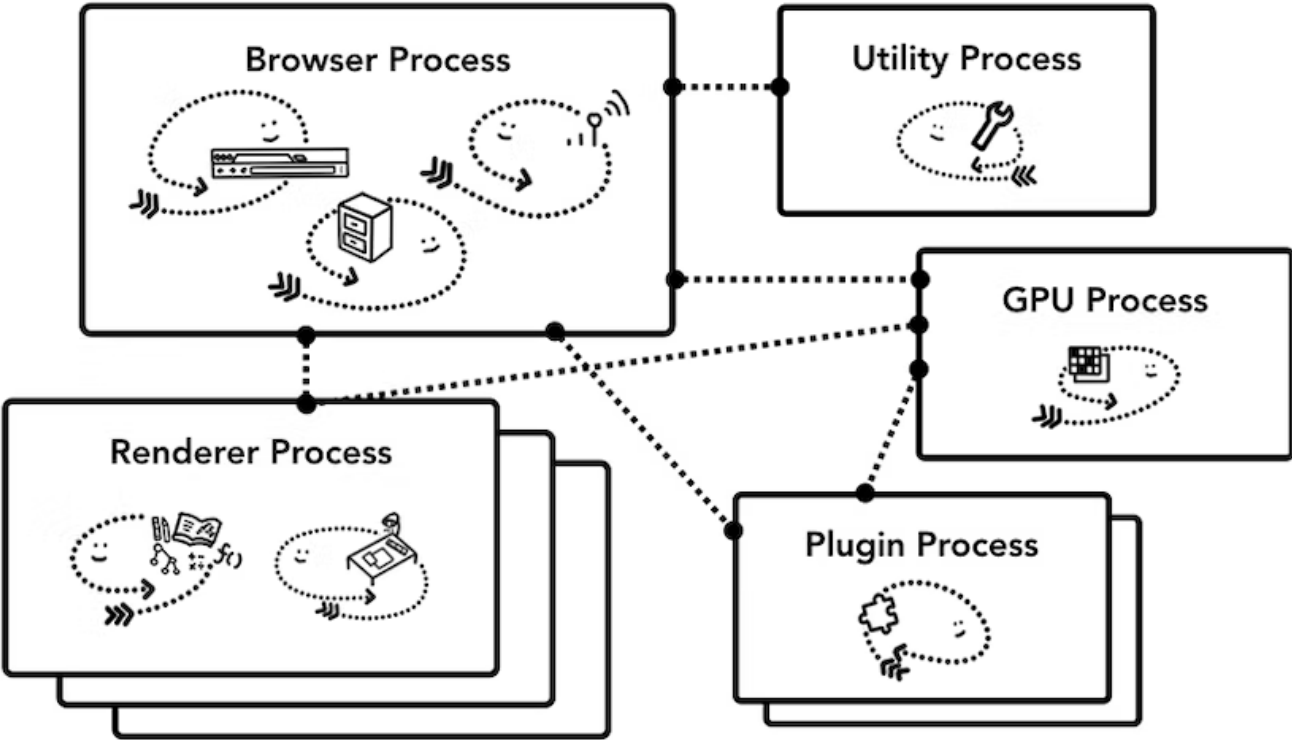 Browser Process
Utility Process
GPU Process
Renderer Process
f()
Plugin Process